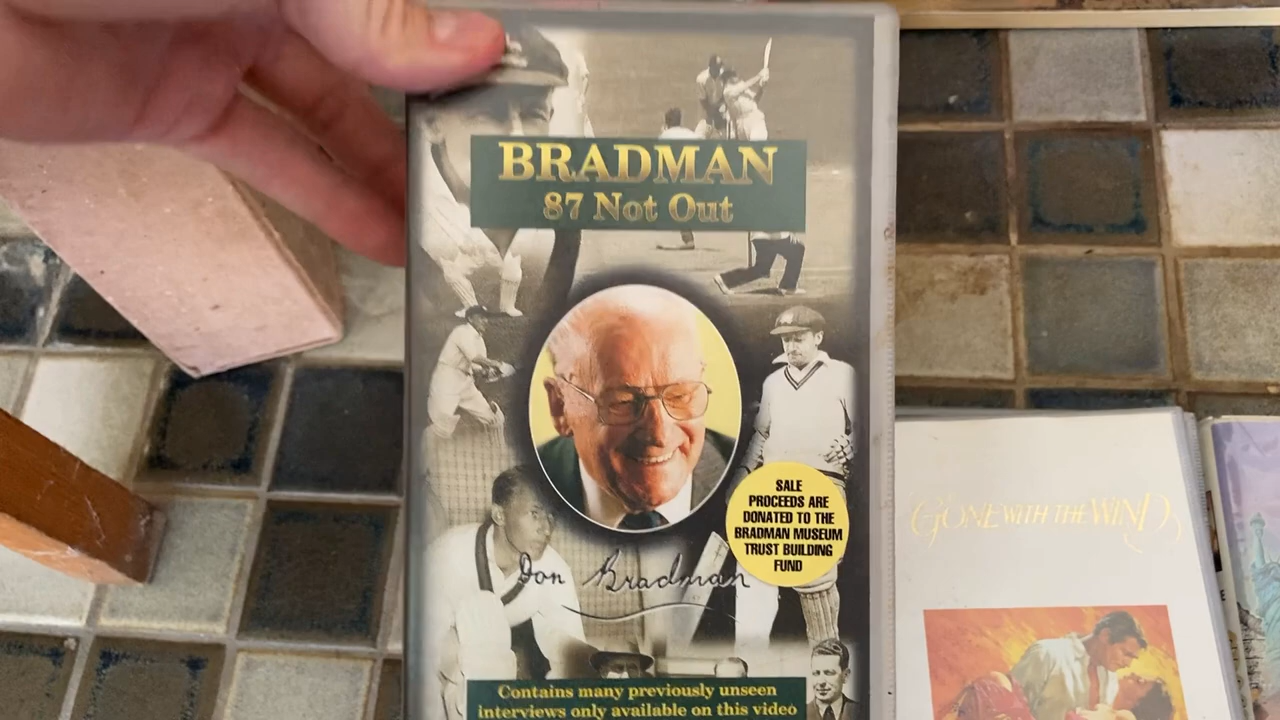 BRADMAN
87 Not Out
SALE
PROCEEDS ARE
DONATED TO THE
BRADMAN MUSEUM
TRUST BUILDING
FUND
Don Bradman
Contains many previously unseen
interviews only available on this video
GONE WITH THE WIND